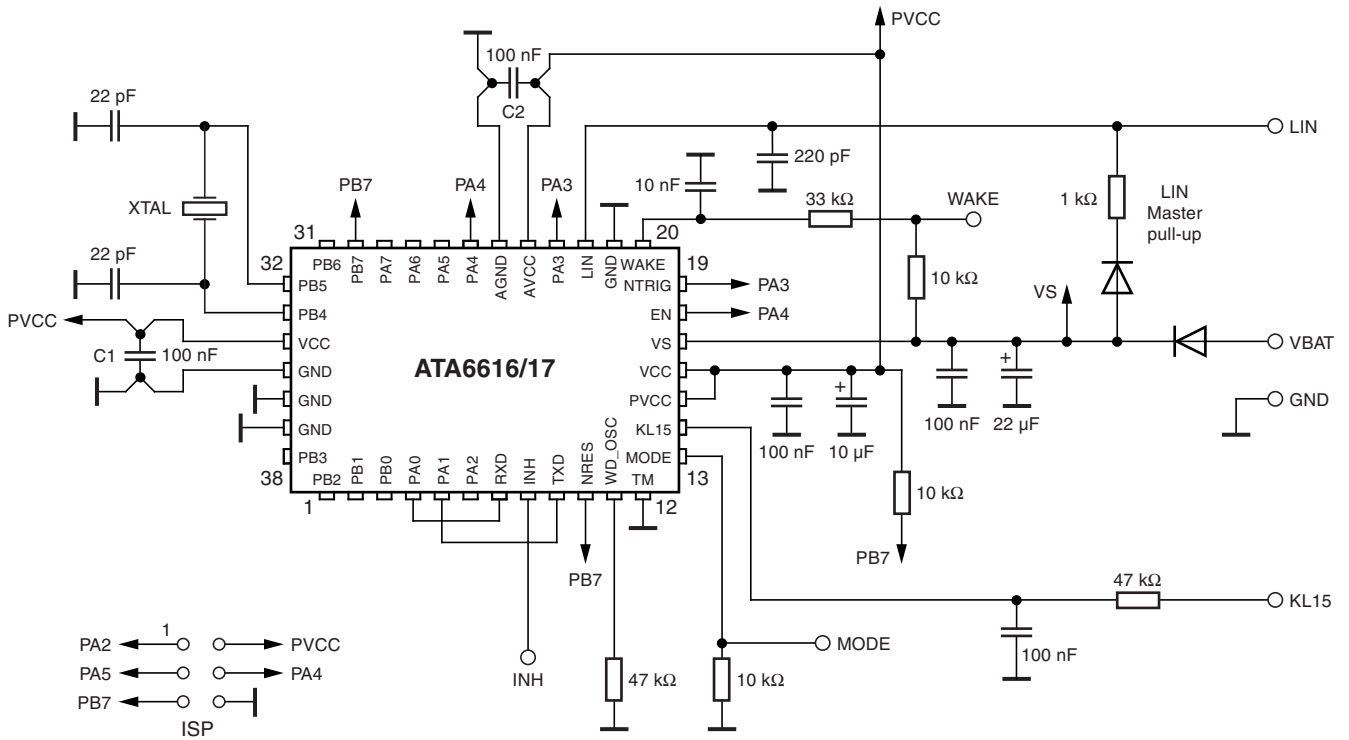 PVCC
100 nF
C2
22 pF
LIN
220 pF
10 nF
PB7
PA4
PA3
XTAL
33 kΩ
WAKE
1 kΩ
LIN
Master
pull-up
31
20
22 pF
32
PB6
PB7
PA7
PA6
PA5
PA4
AGND
AVCC
PA3
LIN
GND
WAKE
19
10 kΩ
PB5
NTRIG
PA3
VS
PB4
EN
PA4
PVCC
C1
100 nF
VCC
VS
+
+
VBAT
GND
ATA6616/17
VCC
GND
PVCC
GND
GND
KL15
100 nF
10 µF
100 nF
22 µF
PB3
MODE
38
PB2
PB1
PB0
PA0
PA1
PA2
RXD
INH
TXD
NRES
WD_OSC
TM
13
1
12
10 kΩ
PB7
PB7
47 kΩ
KL15
PA2
1
PVCC
MODE
100 nF
PA5
PA4
INH
47 kΩ
10 kΩ
PB7
ISP